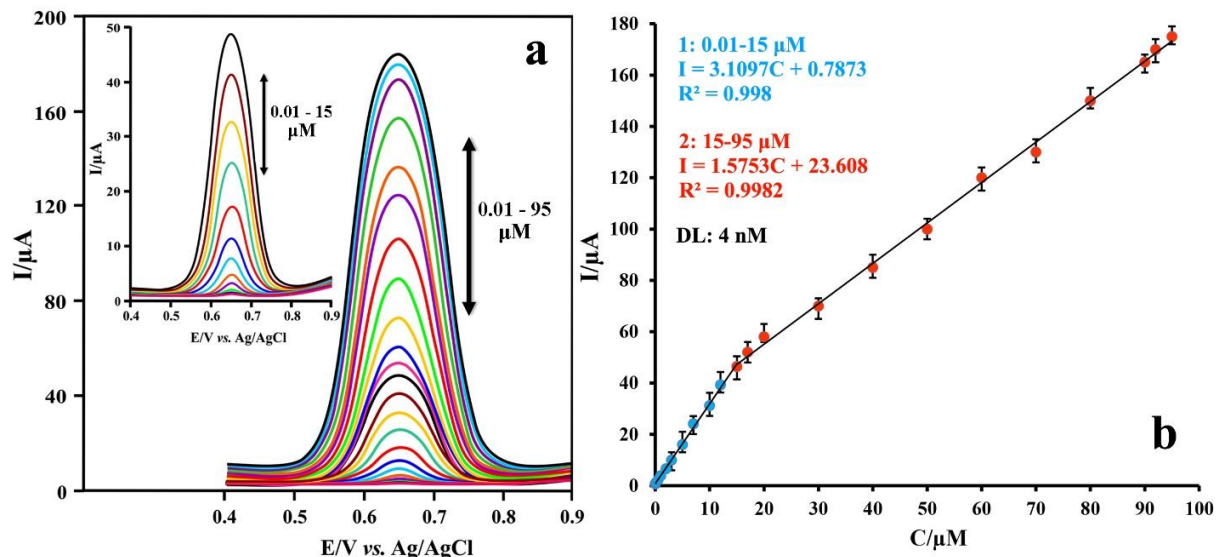 a
200
160
120
80
40
0
I/µA
0.4
0.5
0.6
0.7
0.8
0.9
E/V vs. Ag/AgCl
0.01 - 95
µM
50
40
30
20
10
0
I/µA
0.4
0.5
0.6
0.7
0.8
0.9
E/V vs. Ag/AgCl
0.01 - 15
µM
b
180
160
140
120
100
80
60
40
20
0
I/µA
0
10
20
30
40
50
60
70
80
90
100
C/µM
1: 0.01-15 µM
I = 3.1097C + 0.7873
R² = 0.998
2: 15-95 µM
I = 1.5753C + 23.608
R² = 0.9982
DL: 4 nM